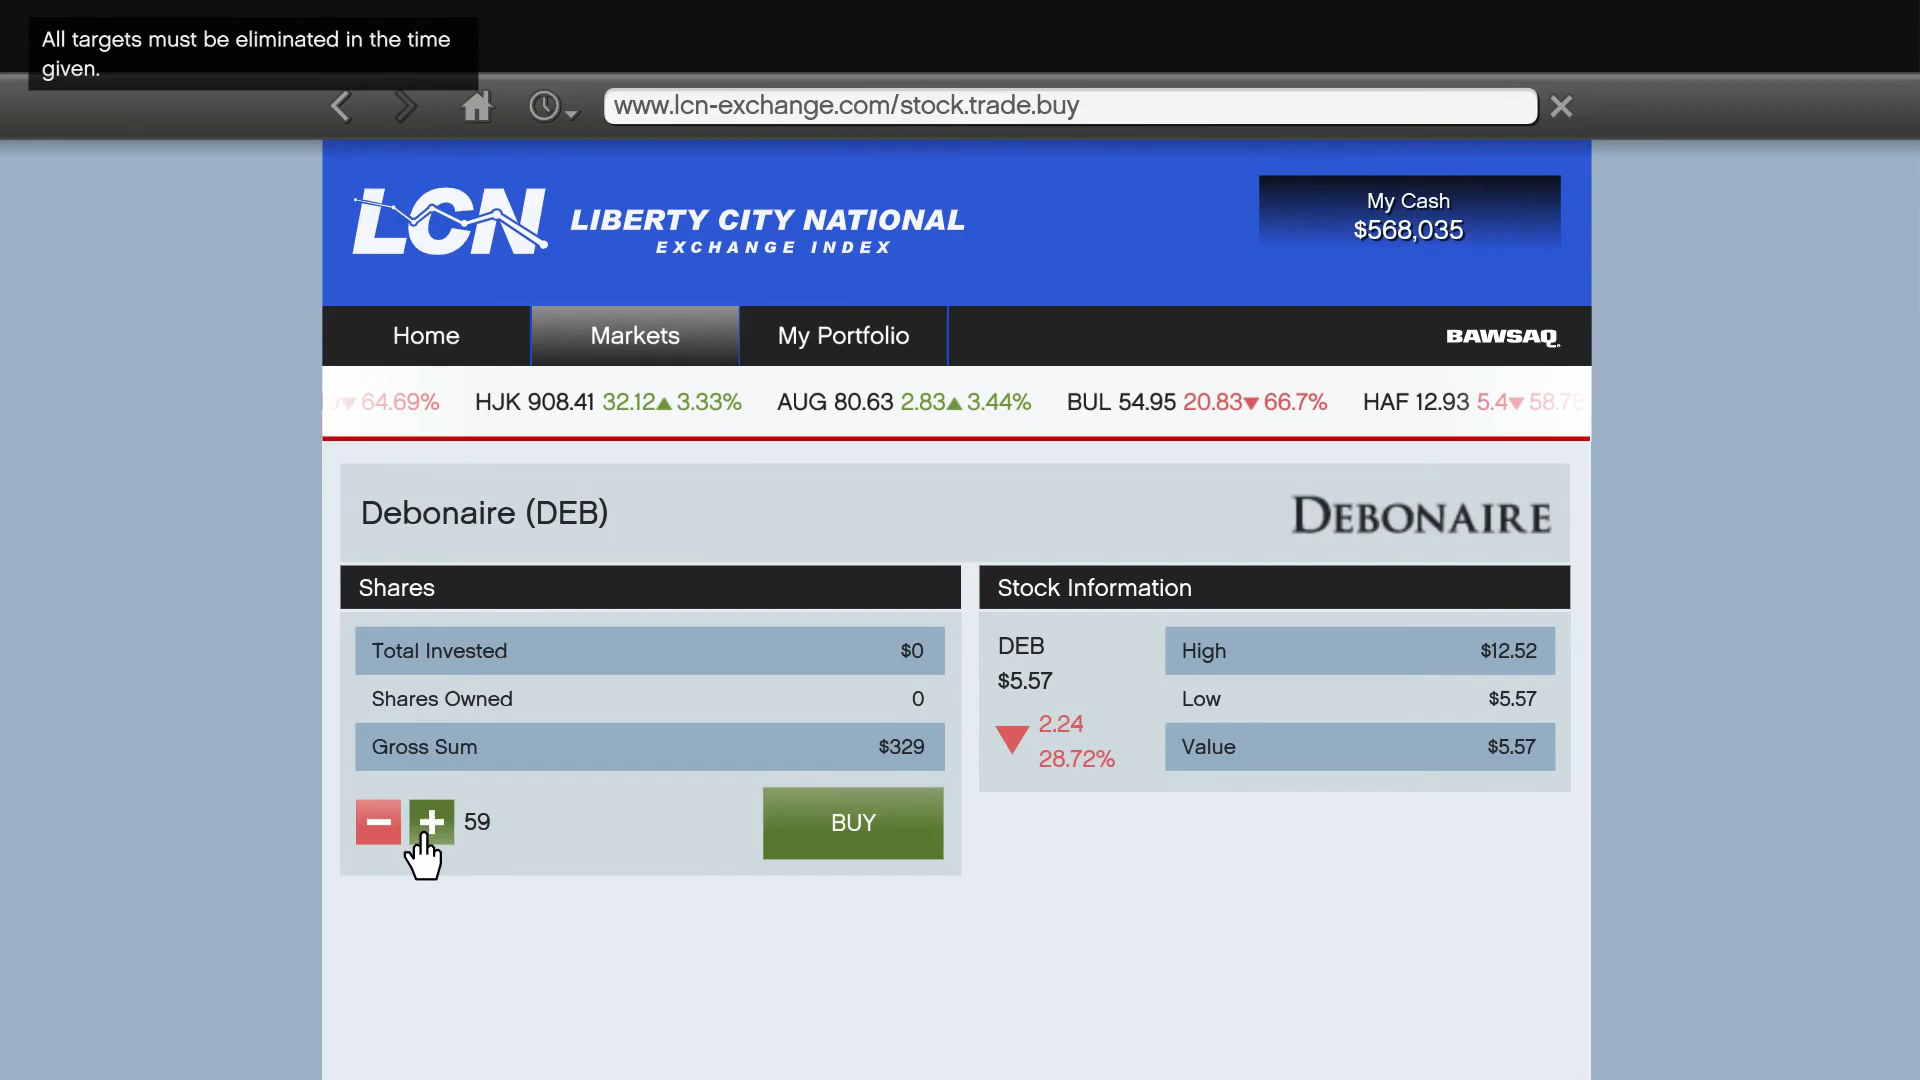 All targets must be eliminated in the time
given.
www.lcn-exchange.com/stock.trade.buy
LCN LIBERTY CITY NATIONAL
EXCHANGE INDEX
My Cash
$568,035
Home Markets My Portfolio BAWSAQ
▼64.69% HJK 908.41 32.12▲3.33% AUG 80.63 2.83▲3.44% BUL 54.95 20.83▼66.7% HAF 12.93 5.4▼58.78
Debonaire (DEB) DEBONAIRE
Shares
Total Invested $0
Shares Owned 0
Gross Sum $329
59 BUY
Stock Information
DEB
$5.57
2.24
28.72%
High $12.52
Low $5.57
Value $5.57